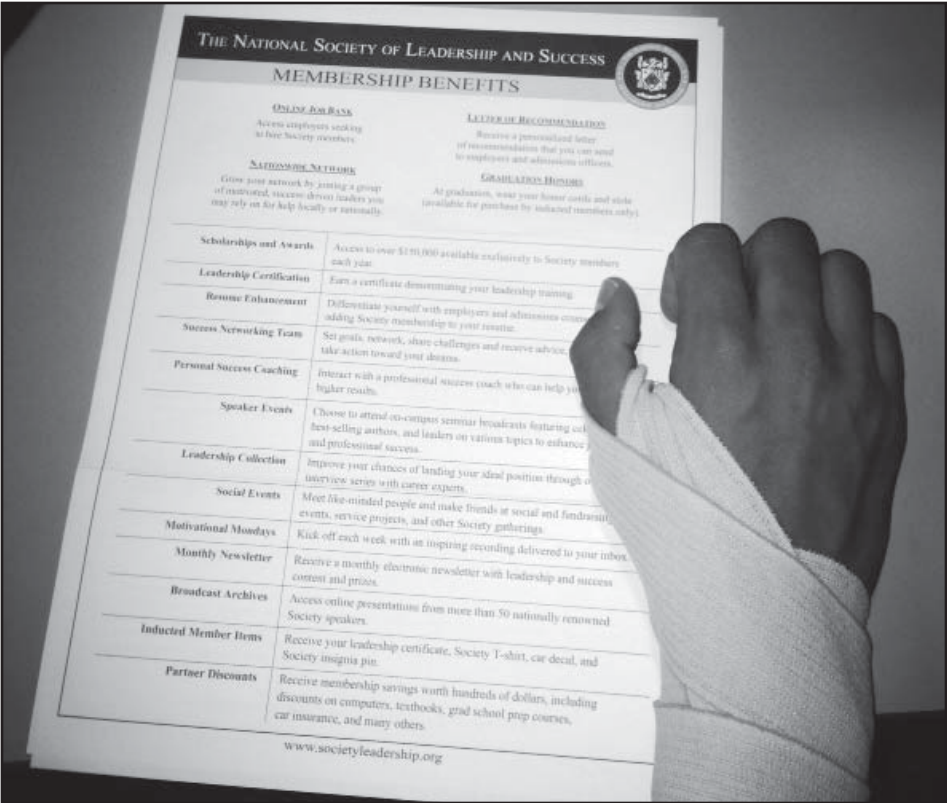 THE NATIONAL SOCIETY OF LEADERSHIP AND SUCCESS
MEMBERSHIP BENEFITS
ONLINE JOB BANK
Access employers seeking
to hire Society members.
LETTER OF RECOMMENDATION
Receive a personalized letter
of recommendation that you can send
to employers and admissions officers.
NATIONWIDE NETWORK
Grow your network by joining a group
of motivated, success driven leaders you
may rely on for help locally or nationally.
GRADUATION HONORS
At graduation, wear your honor cords and stole
(available for purchase by inducted members only).
Scholarships and Awards
Access to over $150,000 available exclusively to Society members
each year.
Leadership Certification
Earn a certificate demonstrating your leadership training.
Resume Enhancement
Differentiate yourself with employers and admissions
adding Society membership to your resume.
Success Networking Team
Set goals, network, share challenges and receive advice,
take action toward your dreams.
Personal Success Coaching
Interact with a professional success coach who can help
higher results.
Speaker Events
Choose to attend on-campus seminar broadcasts featuring
best-selling authors, and leaders on various topics to enhance
and professional success.
Leadership Collection
Improve your chances of landing your ideal position through
interview series with career experts.
Social Events
Meet like-minded people and make friends at social and
events, service projects, and other Society gatherings.
Motivational Mondays
Kick off each week with an inspiring recording delivered to your inbox.
Monthly Newsletter
Receive a monthly electronic newsletter with leadership and success
content and prizes.
Broadcast Archives
Access online presentations from more than 50 nationally renowned
Society speakers.
Inducted Member Items
Receive your leadership certificate, Society T-shirt, car decal, and
Society insignia pin.
Partner Discounts
Receive membership savings worth hundreds of dollars, including
discounts on computers, textbooks, grad school prep courses,
car insurance, and many others.
www.societyleadership.org